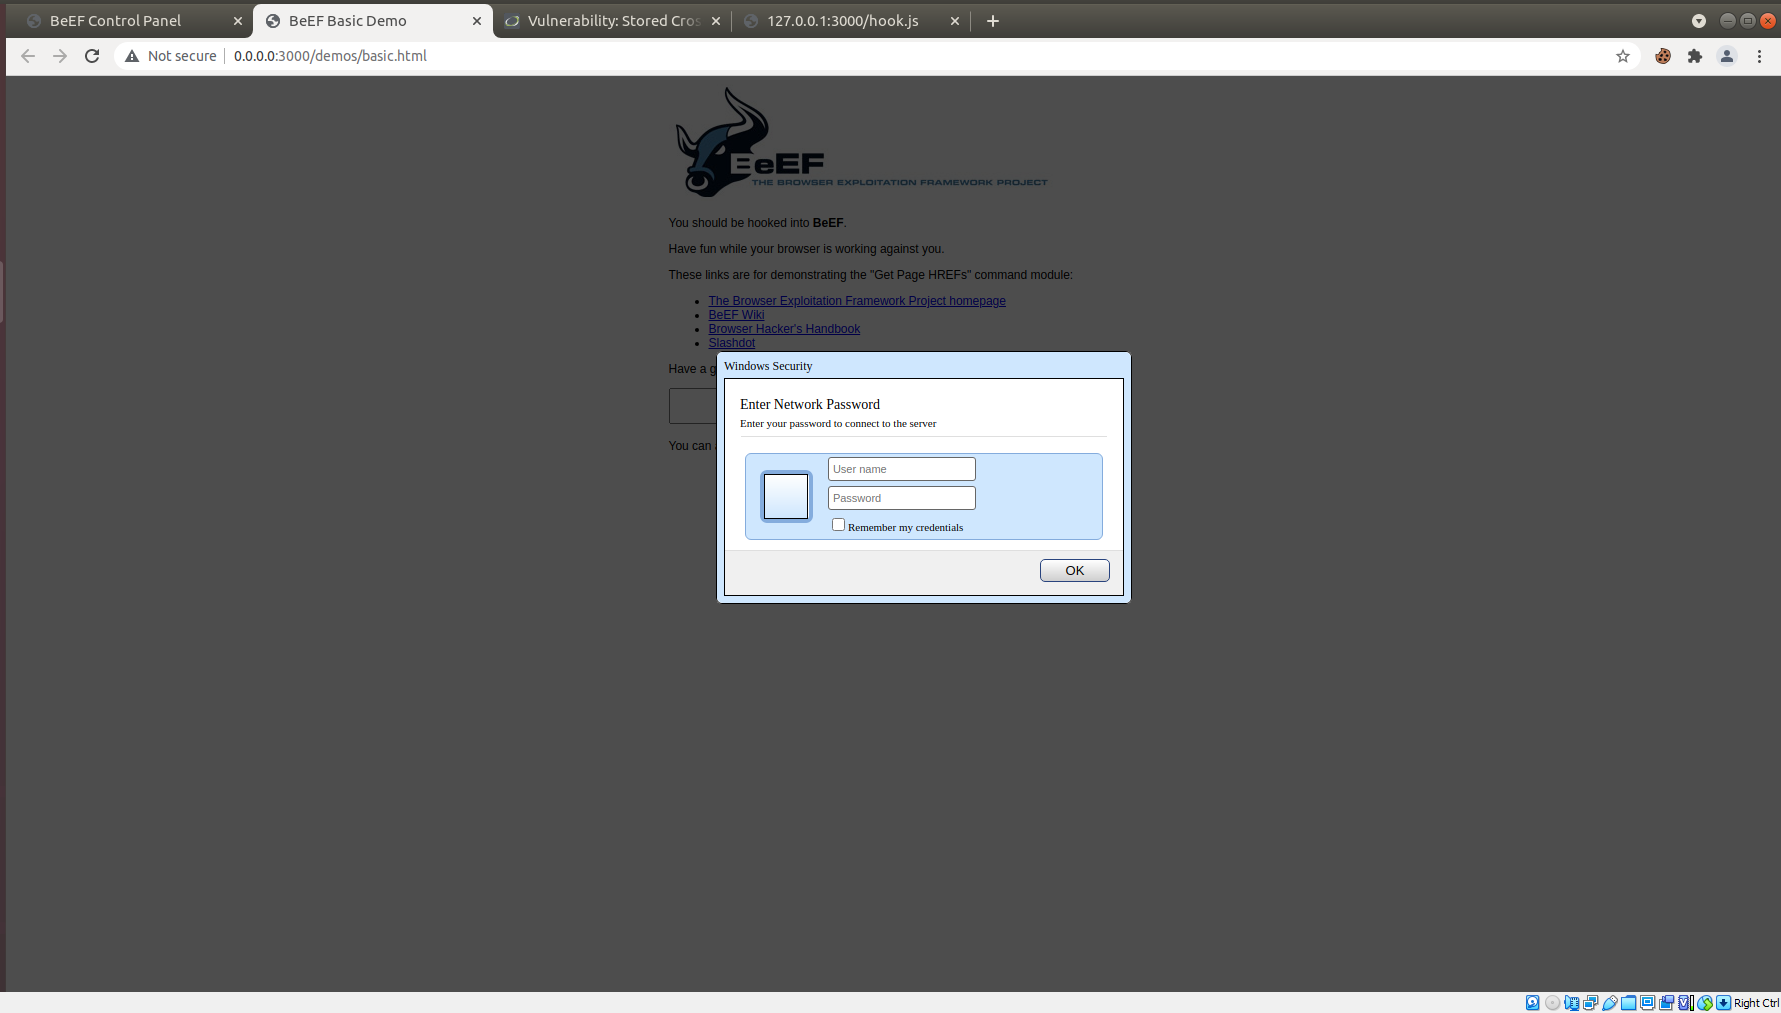 BeEF Control Panel
BeEF Basic Demo
Vulnerability: Stored Cros
127.0.0.1:3000/hook.js
Not secure
0.0.0.0:3000/demos/basic.html
BeEF
THE BROWSER EXPLOITATION FRAMEWORK PROJECT
You should be hooked into BeEF.
Have fun while your browser is working against you.
These links are for demonstrating the "Get Page HREFs" command module:
The Browser Exploitation Framework Project homepage
BeEF Wiki
Browser Hacker's Handbook
Slashdot
Have a g
You can
Windows Security
Enter Network Password
Enter your password to connect to the server
User name
Password
Remember my credentials
OK
Right Ctrl